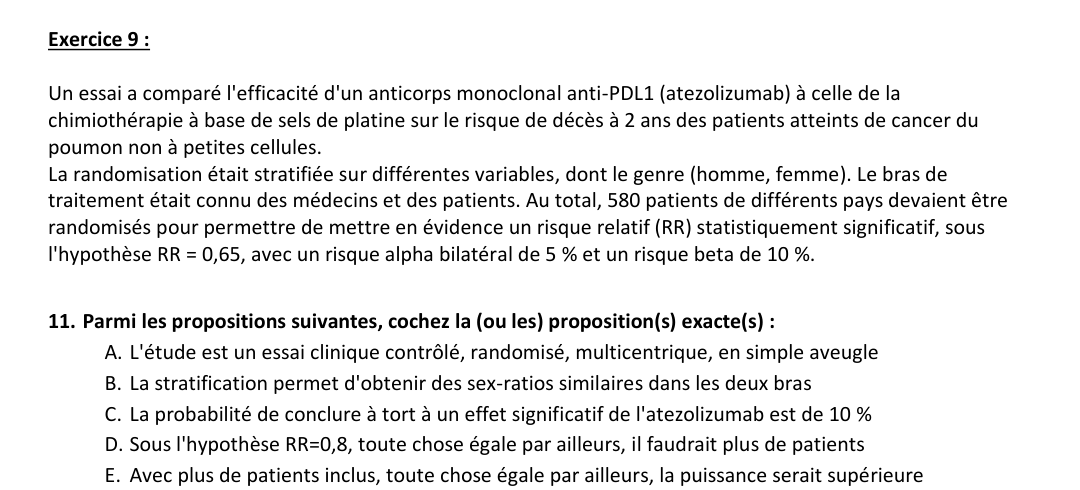 Exercice 9 :
Un essai a comparé l'efficacité d'un anticorps monoclonal anti-PDL1 (atezolizumab) à celle de la
chimiothérapie à base de sels de platine sur le risque de décès à 2 ans des patients atteints de cancer du
poumon non à petites cellules.
La randomisation était stratifiée sur différentes variables, dont le genre (homme, femme). Le bras de
traitement était connu des médecins et des patients. Au total, 580 patients de différents pays devaient être
randomisés pour permettre de mettre en évidence un risque relatif (RR) statistiquement significatif, sous
l'hypothèse RR = 0,65, avec un risque alpha bilatéral de 5 % et un risque beta de 10 %.
11. Parmi les propositions suivantes, cochez la (ou les) proposition(s) exacte(s) :
A. L'étude est un essai clinique contrôlé, randomisé, multicentrique, en simple aveugle
B. La stratification permet d'obtenir des sex-ratios similaires dans les deux bras
C. La probabilité de conclure à tort à un effet significatif de l'atezolizumab est de 10 %
D. Sous l'hypothèse RR=0,8, toute chose égale par ailleurs, il faudrait plus de patients
E. Avec plus de patients inclus, toute chose égale par ailleurs, la puissance serait supérieure